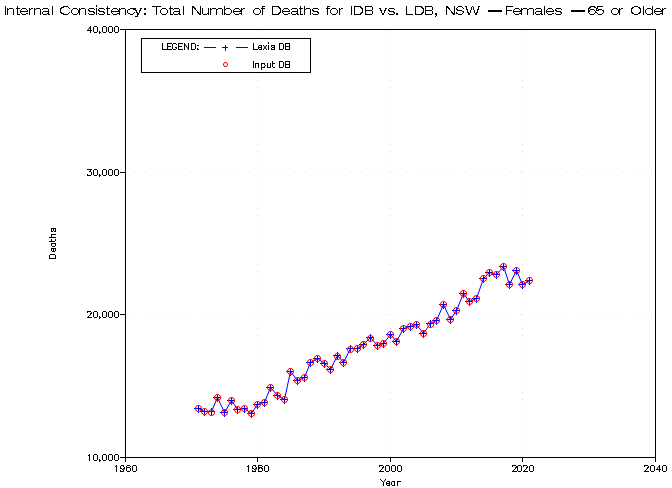 Internal Consistency: Total Number of Deaths for IDB vs. LDB, NSW — Females — 65 or Older
40,000
LEGEND: Lexis DB
Input DB
30,000
Deaths
20,000
10,000
1960 1980 2000 2020 2040
Year